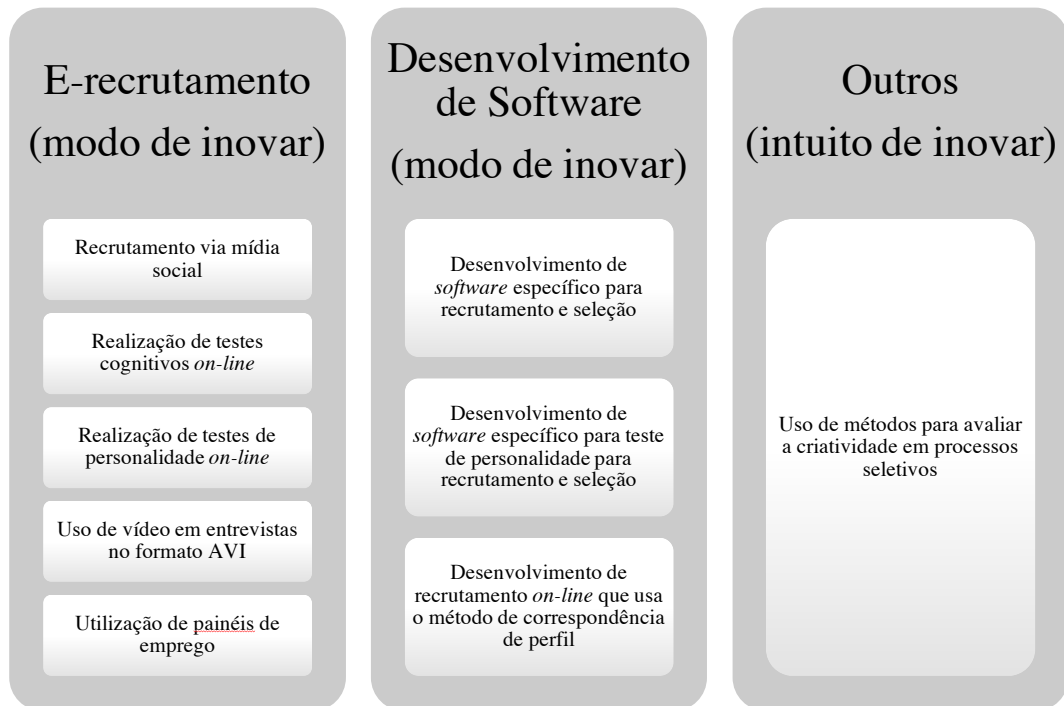 E-recrutamento
(modo de inovar)
Recrutamento via mídia
social
Realização de testes
cognitivos on-line
Realização de testes de
personalidade on-line
Uso de vídeo em entrevistas
no formato AVI
Utilização de painéis de
emprego
Desenvolvimento
de Software
(modo de inovar)
Desenvolvimento de
software específico para
recrutamento e seleção
Desenvolvimento de
software específico para teste
de personalidade para
recrutamento e seleção
Desenvolvimento de
recrutamento on-line que usa
o método de correspondência
de perfil
Outros
(intuito de inovar)
Uso de métodos para avaliar
a criatividade em processos
seletivos